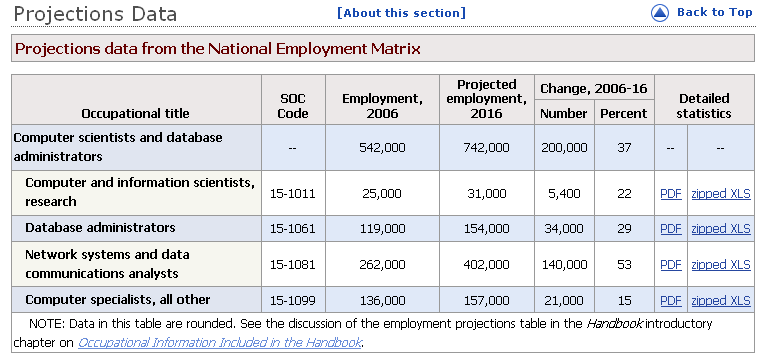 Projections Data [About this section] Back to Top
Projections data from the National Employment Matrix
Occupational title SOC Code Employment, 2006 Projected employment, 2016 Change, 2006-16 Detailed statistics
Number Percent
Computer scientists and database administrators -- 542,000 742,000 200,000 37 -- --
Computer and information scientists, research 15-1011 25,000 31,000 5,400 22 PDF zipped XLS
Database administrators 15-1061 119,000 154,000 34,000 29 PDF zipped XLS
Network systems and data communications analysts 15-1081 262,000 402,000 140,000 53 PDF zipped XLS
Computer specialists, all other 15-1099 136,000 157,000 21,000 15 PDF zipped XLS
NOTE: Data in this table are rounded. See the discussion of the employment projections table in the Handbook introductory
chapter on Occupational Information Included in the Handbook.